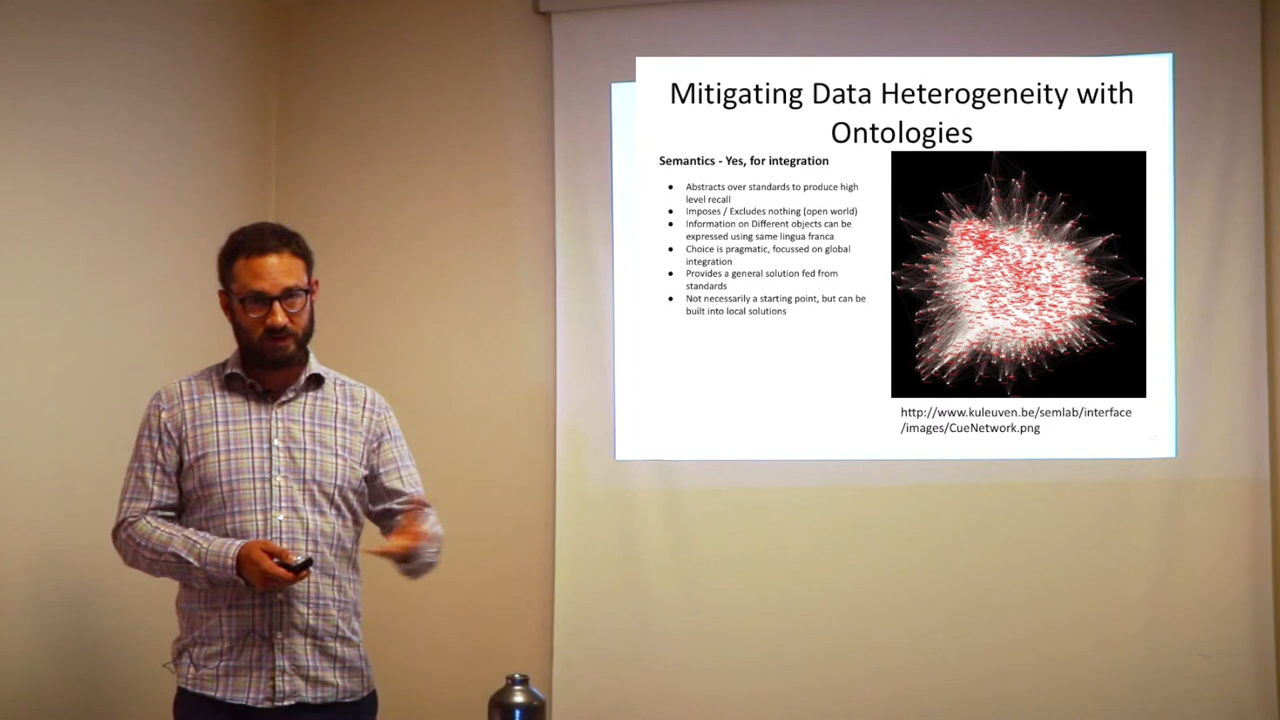 Mitigating Data Heterogeneity with
Ontologies
Semantics - Yes, for integration
● Abstracts over standards to produce high
level recall
● Imposes / Excludes nothing (open world)
● Information on Different objects can be
expressed using same lingua franca
● Choice is pragmatic, focussed on global
integration
● Provides a general solution fed from
standards
● Not necessarily a starting point, but can be
built into local solutions
http://www.kuleuven.be/semlab/interface
/images/CueNetwork.png